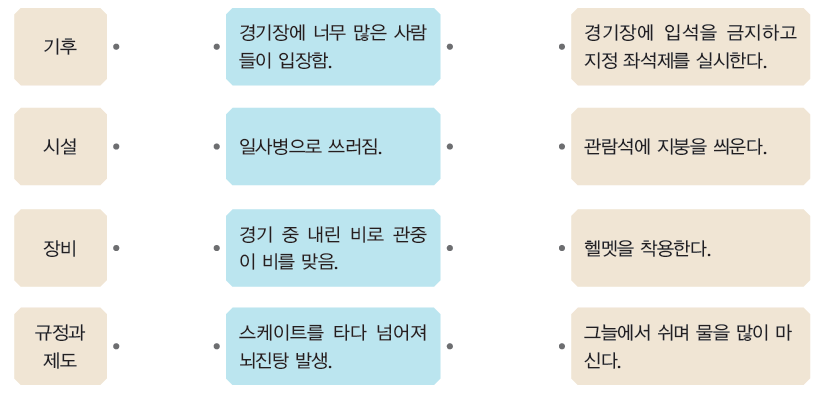 기후
경기장에 너무 많은 사람
들이 입장함.
경기장에 입석을 금지하고
지정 좌석제를 실시한다.
시설
일사병으로 쓰러짐.
관람석에 지붕을 씌운다.
장비
경기 중 내린 비로 관중
이 비를 맞음.
헬멧을 착용한다.
규정과
제도
스케이트를 타다 넘어져
뇌진탕 발생.
그늘에서 쉬며 물을 많이 마
신다.